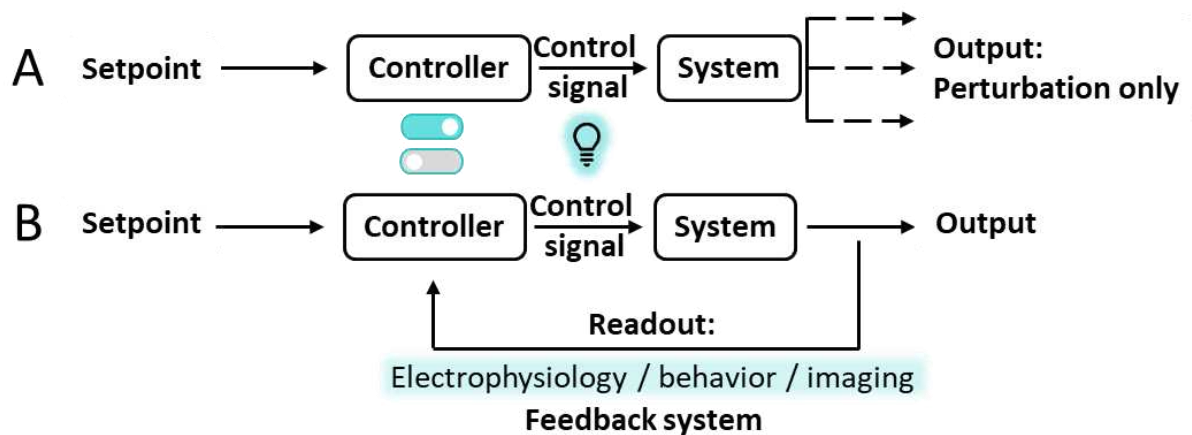 A
Setpoint
Controller
Control
signal
System
Output:
Perturbation only
B
Setpoint
Controller
Control
signal
System
Output
Readout:
Electrophysiology / behavior / imaging
Feedback system